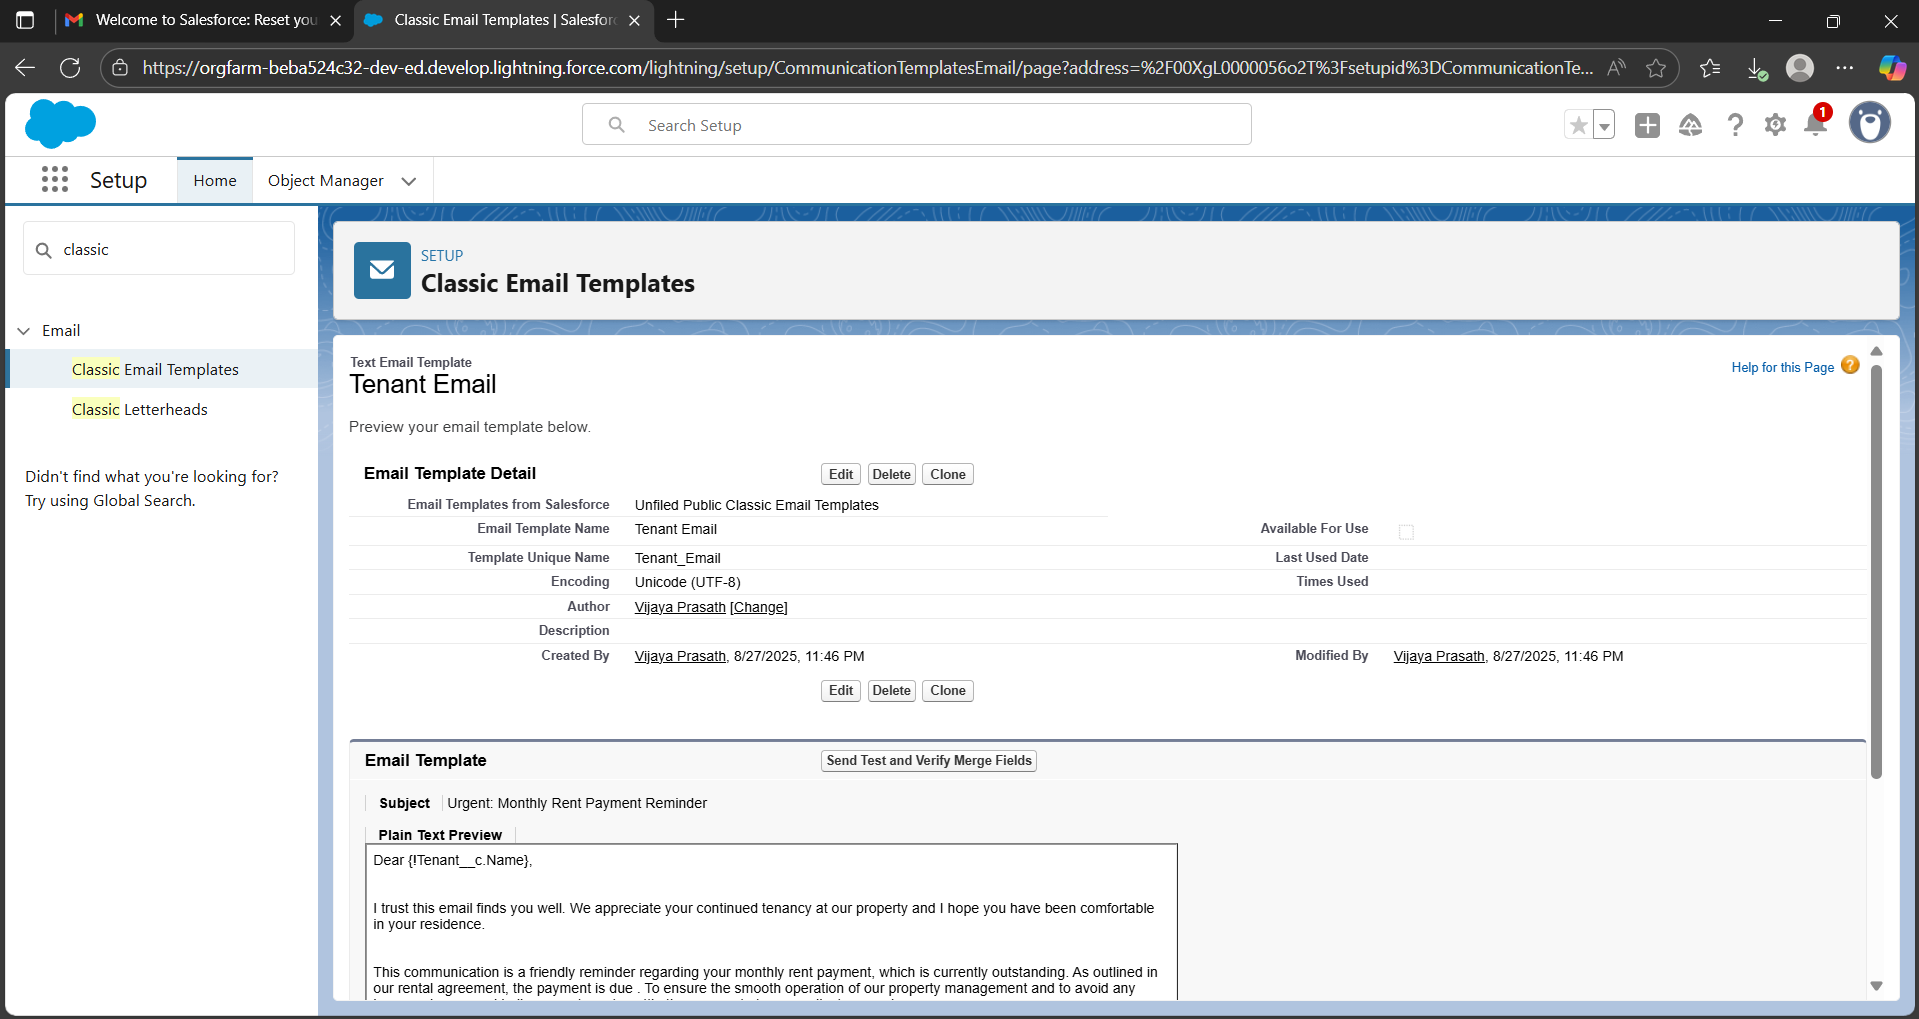 Welcome to Salesforce: Reset you
Classic Email Templates | Salesforc
https://orgfarm-beba524c32-dev-ed.develop.lightning.force.com/lightning/setup/CommunicationTemplatesEmail/page?address=%2F00XgL0000056o2T%3Fsetupid%3DCommunicationTe...
Search Setup
1
Setup
Home
Object Manager
classic
Email
Classic Email Templates
Classic Letterheads
Didn't find what you're looking for?
Try using Global Search.
SETUP
Classic Email Templates
Text Email Template
Tenant Email
Help for this Page
Preview your email template below.
Email Template Detail
Edit Delete Clone
Email Templates from Salesforce Unfiled Public Classic Email Templates
Email Template Name Tenant Email Available For Use
Template Unique Name Tenant_Email Last Used Date
Encoding Unicode (UTF-8) Times Used
Author Vijaya Prasath [Change]
Description
Created By Vijaya Prasath, 8/27/2025, 11:46 PM Modified By Vijaya Prasath, 8/27/2025, 11:46 PM
Edit Delete Clone
Email Template Send Test and Verify Merge Fields
Subject Urgent: Monthly Rent Payment Reminder
Plain Text Preview
Dear {!Tenant__c.Name},
I trust this email finds you well. We appreciate your continued tenancy at our property and I hope you have been comfortable
in your residence.
This communication is a friendly reminder regarding your monthly rent payment, which is currently outstanding. As outlined in
our rental agreement, the payment is due . To ensure the smooth operation of our property management and to avoid any